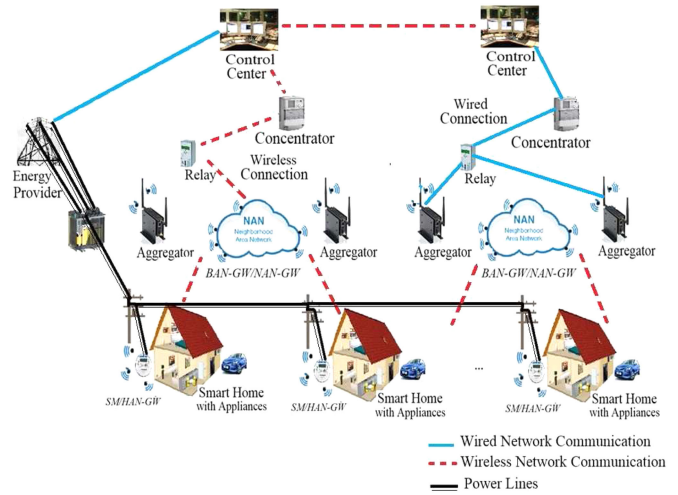 Control
Center
Control
Center
Wired
Connection
Concentrator
Concentrator
Energy
Provider
Relay
Wireless
Connection
Relay
NAN
Neighborhood
Area Network
NAN
Neighborhood
Area Network
Aggregator
Aggregator
Aggregator
Aggregator
BAN-GW/NAN-GW
BAN-GW/NAN-GW
...
SM/HAN-GW
Smart Home
with Appliances
SM/HAN-GW
Smart Home
with Appliances
SM/HAN-GW
Smart Home
with Appliances
Wired Network Communication
Wireless Network Communication
Power Lines